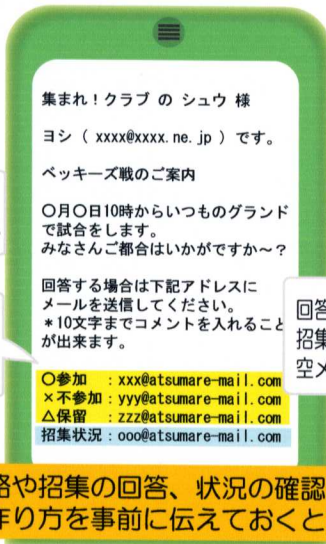 集まれ！クラブ の シュウ 様
ヨシ（ xxxx@xxxx.ne.jp ）です。
ベッキーズ戦のご案内
〇月〇日10時からいつものグランド
で試合をします。
みなさんご都合はいかがですか～？
回答する場合は下記アドレスに
メールを送信してください。
＊10文字までコメントを入れること
が出来ます。
〇参加　：xxx@atsumare-mail.com
×不参加：yyy@atsumare-mail.com
△保留　：zzz@atsumare-mail.com
招集状況：ooo@atsumare-mail.com
回答
招集
空メ
絡や招集の回答、状況の確認
作り方を事前に伝えておくと